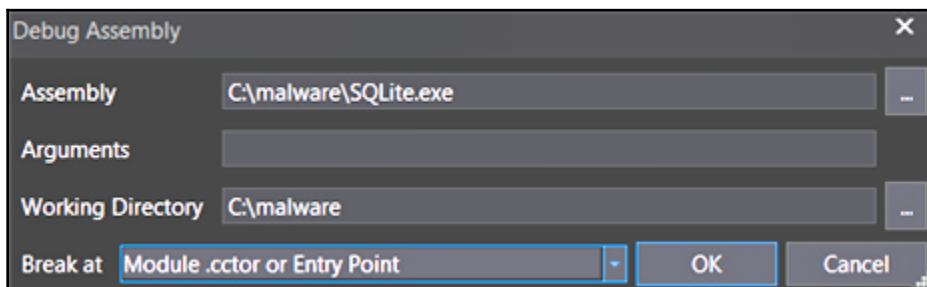 Debug Assembly
Assembly C:\malware\SQLite.exe ...
Arguments
Working Directory C:\malware ...
Break at Module .cctor or Entry Point OK Cancel